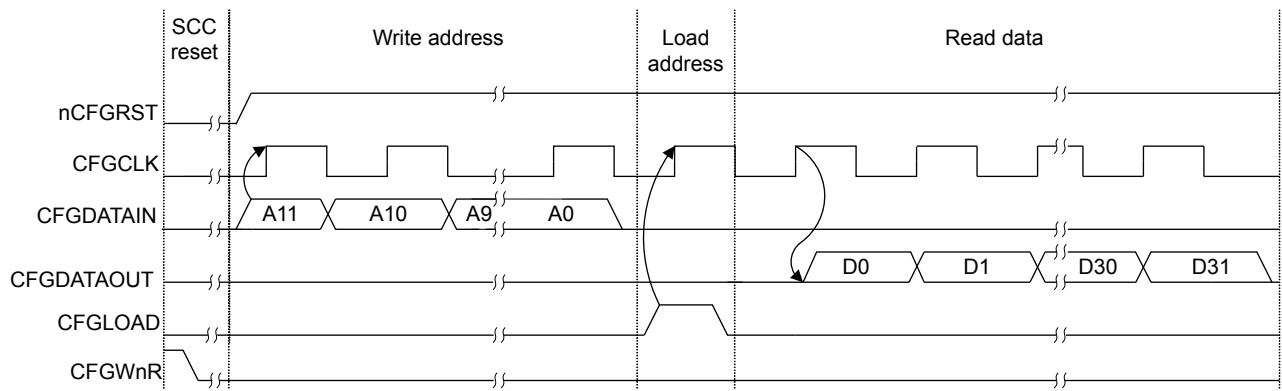 SCC
reset
Write address
Load
address
Read data
nCFGRST
CFGCLK
CFGDATAIN
A11
A10
A9
A0
CFGDATAOUT
D0
D1
D30
D31
CFGLOAD
CFGWnR